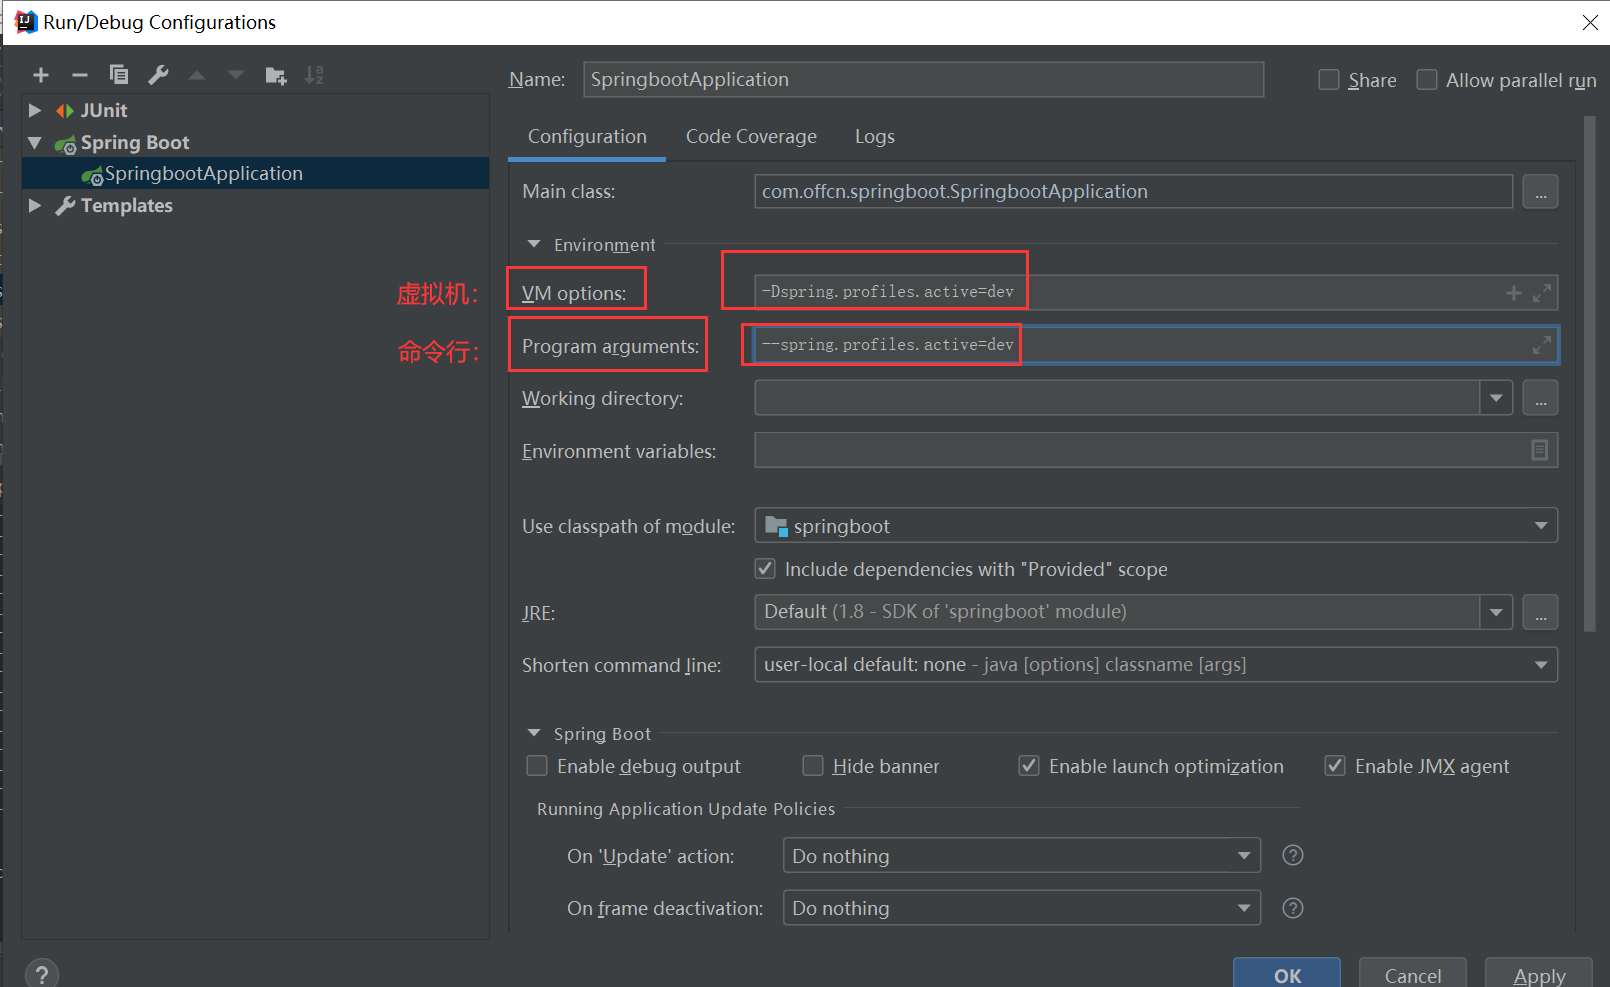 Run/Debug Configurations
Name: SpringbootApplication Share Allow parallel run
JUnit
Spring Boot
SpringbootApplication
Templates
Configuration Code Coverage Logs
Main class: com.offcn.springboot.SpringbootApplication ...
Environment
虚拟机: VM options: -Dspring.profiles.active=dev
命令行: Program arguments: --spring.profiles.active=dev
Working directory: ...
Environment variables:
Use classpath of module: springboot
Include dependencies with "Provided" scope
JRE: Default (1.8 - SDK of 'springboot' module) ...
Shorten command line: user-local default: none - java [options] classname [args]
Spring Boot
Enable debug output Hide banner Enable launch optimization Enable JMX agent
Running Application Update Policies
On 'Update' action: Do nothing ?
On frame deactivation: Do nothing ?
? OK Cancel Apply